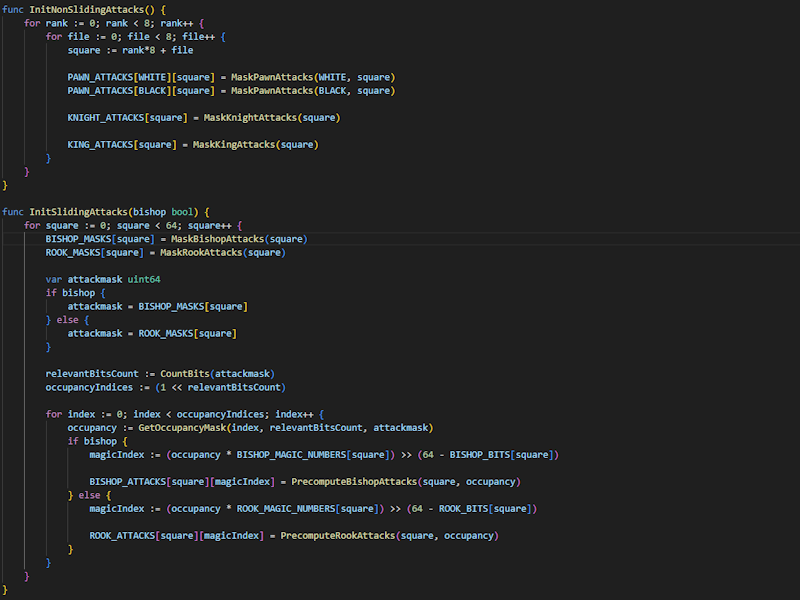 func InitNonSlidingAttacks() {
for rank := 0; rank < 8; rank++ {
for file := 0; file < 8; file++ {
square := rank*8 + file
PAWN_ATTACKS[WHITE][square] = MaskPawnAttacks(WHITE, square)
PAWN_ATTACKS[BLACK][square] = MaskPawnAttacks(BLACK, square)
KNIGHT_ATTACKS[square] = MaskKnightAttacks(square)
KING_ATTACKS[square] = MaskKingAttacks(square)
}
}
}
func InitSlidingAttacks(bishop bool) {
for square := 0; square < 64; square++ {
BISHOP_MASKS[square] = MaskBishopAttacks(square)
ROOK_MASKS[square] = MaskRookAttacks(square)
var attackmask uint64
if bishop {
attackmask = BISHOP_MASKS[square]
} else {
attackmask = ROOK_MASKS[square]
}
relevantBitsCount := CountBits(attackmask)
occupancyIndices := (1 << relevantBitsCount)
for index := 0; index < occupancyIndices; index++ {
occupancy := GetOccupancyMask(index, relevantBitsCount, attackmask)
if bishop {
magicIndex := (occupancy * BISHOP_MAGIC_NUMBERS[square]) >> (64 - BISHOP_BITS[square])
BISHOP_ATTACKS[square][magicIndex] = PrecomputeBishopAttacks(square, occupancy)
} else {
magicIndex := (occupancy * ROOK_MAGIC_NUMBERS[square]) >> (64 - ROOK_BITS[square])
ROOK_ATTACKS[square][magicIndex] = PrecomputeRookAttacks(square, occupancy)
}
}
}
}